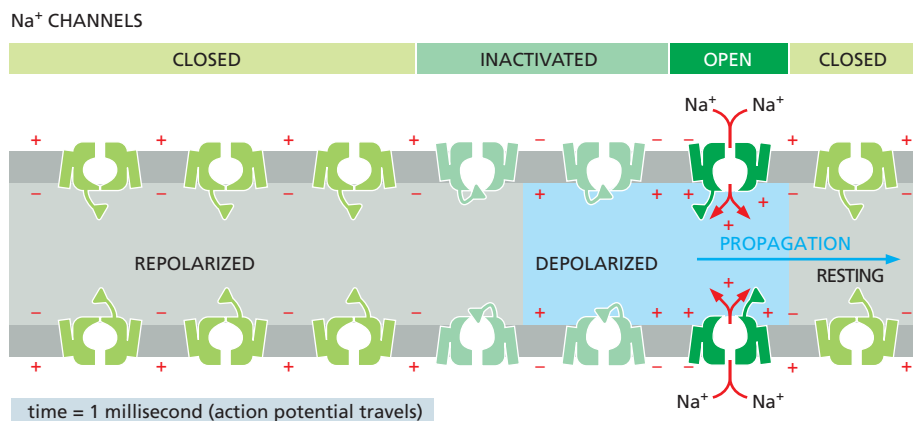 Na⁺ CHANNELS
CLOSED INACTIVATED OPEN CLOSED
Na⁺ Na⁺
+ + + + − − − − + +
− − − − + + + + − −
+ +
+
PROPAGATION
REPOLARIZED DEPOLARIZED RESTING
+
− − − − + + + + − −
+ + + + − − − − + +
Na⁺ Na⁺
time = 1 millisecond (action potential travels)